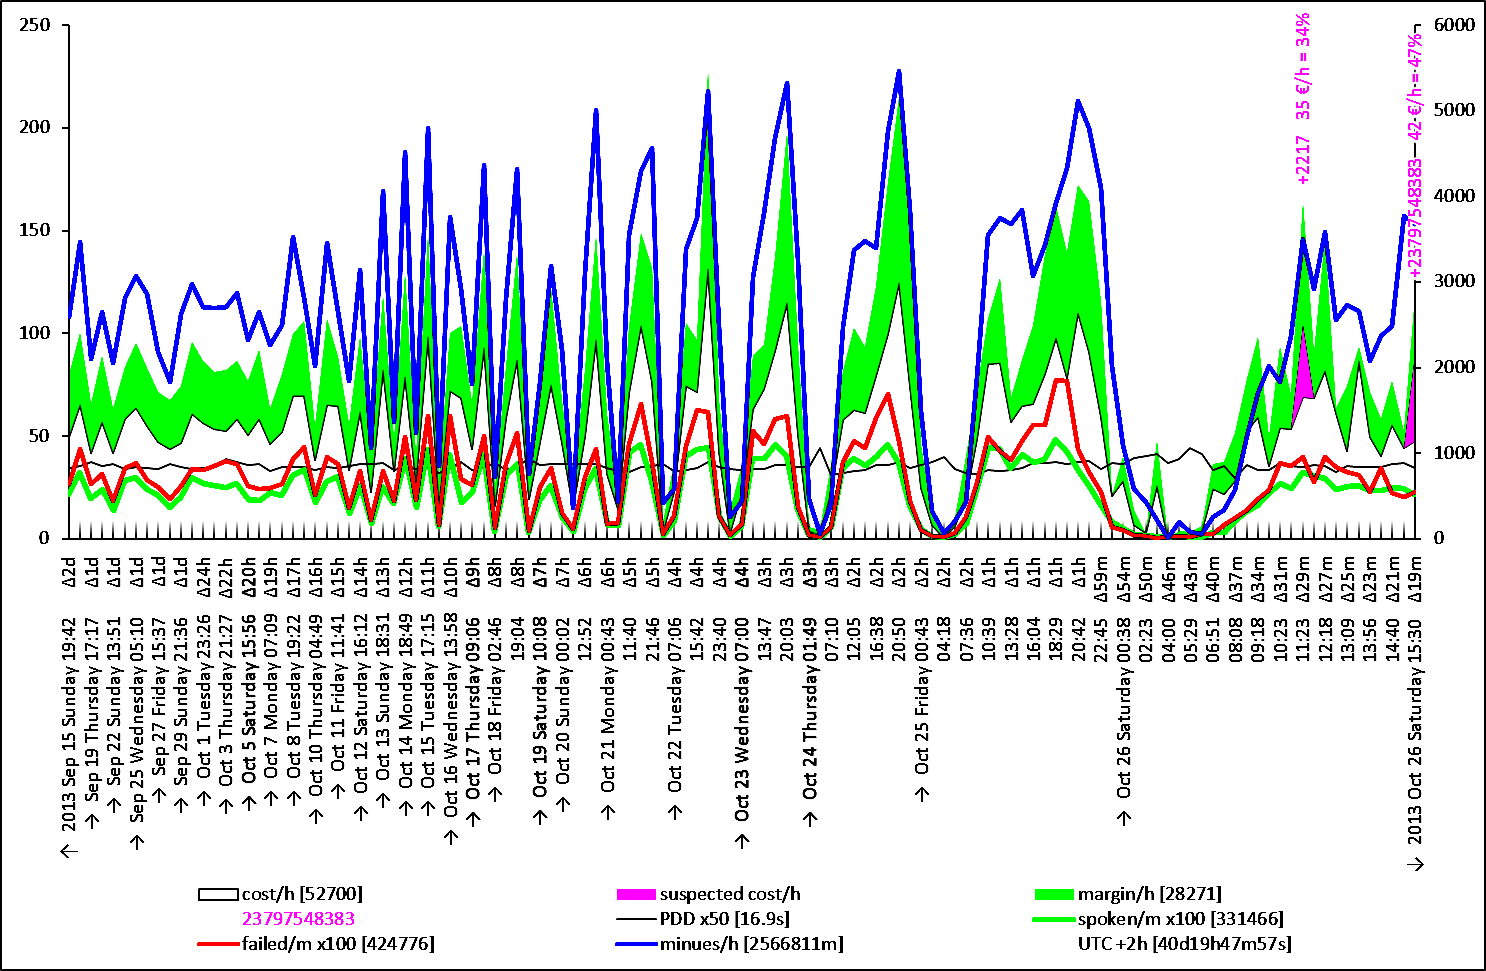 250
200
150
100
50
0
6000
5000
4000
3000
2000
1000
0
+2217 35 €/h = 34%
+23797548383 42 €/h = 47%
Δ2d
Δ1d
Δ1d
Δ1d
Δ1d
Δ1d
Δ24h
Δ22h
Δ20h
Δ19h
Δ17h
Δ16h
Δ15h
Δ14h
Δ13h
Δ12h
Δ11h
Δ10h
Δ9h
Δ8h
Δ8h
Δ7h
Δ7h
Δ6h
Δ6h
Δ5h
Δ5h
Δ4h
Δ4h
Δ4h
Δ4h
Δ3h
Δ3h
Δ3h
Δ3h
Δ2h
Δ2h
Δ2h
Δ2h
Δ2h
Δ2h
Δ1h
Δ1h
Δ1h
Δ1h
Δ1h
Δ59m
Δ54m
Δ50m
Δ46m
Δ43m
Δ40m
Δ37m
Δ34m
Δ31m
Δ29m
Δ27m
Δ25m
Δ23m
Δ21m
Δ19m
← 2013 Sep 15 Sunday 19:42
→ Sep 19 Thursday 17:17
→ Sep 22 Sunday 13:51
→ Sep 25 Wednesday 05:10
→ Sep 27 Friday 15:37
→ Sep 29 Sunday 21:36
→ Oct 1 Tuesday 23:26
→ Oct 3 Thursday 21:27
→ Oct 5 Saturday 15:56
→ Oct 7 Monday 07:09
→ Oct 8 Tuesday 19:22
→ Oct 10 Thursday 04:49
→ Oct 11 Friday 11:41
→ Oct 12 Saturday 16:12
→ Oct 13 Sunday 18:31
→ Oct 14 Monday 18:49
→ Oct 15 Tuesday 17:15
→ Oct 16 Wednesday 13:58
→ Oct 17 Thursday 09:06
→ Oct 18 Friday 02:46
19:04
→ Oct 19 Saturday 10:08
→ Oct 20 Sunday 00:02
12:52
→ Oct 21 Monday 00:43
11:40
21:46
→ Oct 22 Tuesday 07:06
15:42
23:40
→ Oct 23 Wednesday 07:00
13:47
20:03
→ Oct 24 Thursday 01:49
07:10
12:05
16:38
20:50
→ Oct 25 Friday 00:43
04:18
07:36
10:39
13:28
16:04
18:29
20:42
22:45
→ Oct 26 Saturday 00:38
02:23
04:00
05:29
06:51
08:08
09:18
10:23
11:23
12:18
13:09
13:56
14:40
→ 2013 Oct 26 Saturday 15:30
cost/h [52700]
suspected cost/h
margin/h [28271]
23797548383
PDD x50 [16.9s]
spoken/m x100 [331466]
failed/m x100 [424776]
minues/h [2566811m]
UTC +2h [40d19h47m57s]